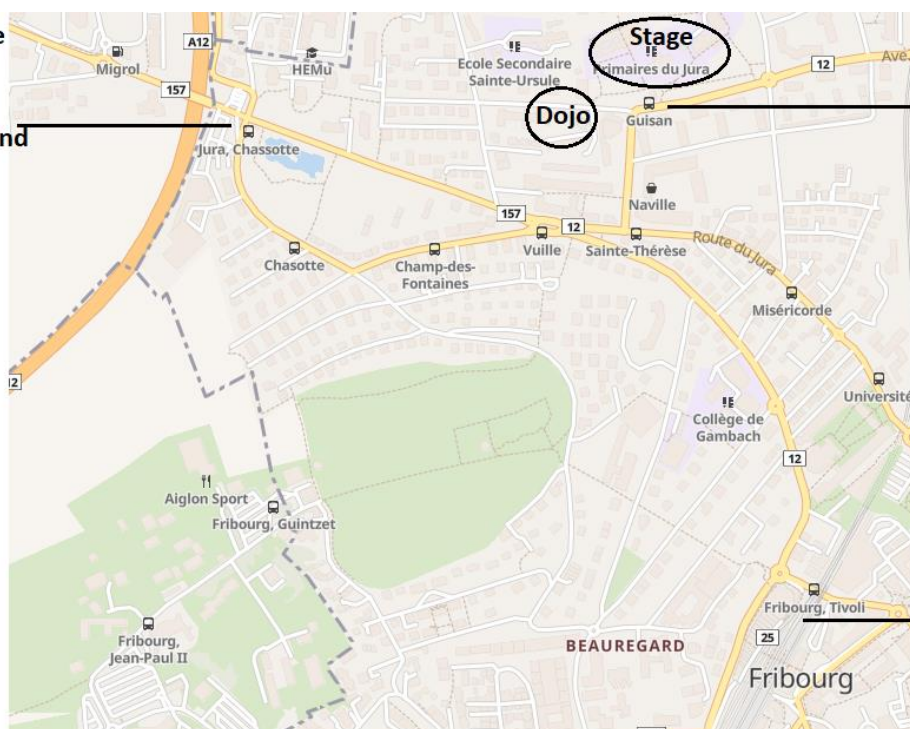 e
A12
Migrol
HEMu
Ecole Secondaire
Sainte-Ursule
Stage
Primaires du Jura
12
Ave.
157
Dojo
Guisan
nd
Jura, Chassotte
Naville
157
12
Chasotte
Champ-des-
Fontaines
Vuille
Sainte-Thérèse
Route du Jura
Miséricorde
12
Université
Collège de
Gambach
12
Aiglon Sport
Fribourg, Guintzet
Fribourg, Tivoli
Fribourg,
Jean-Paul II
BEAUREGARD
25
Fribourg